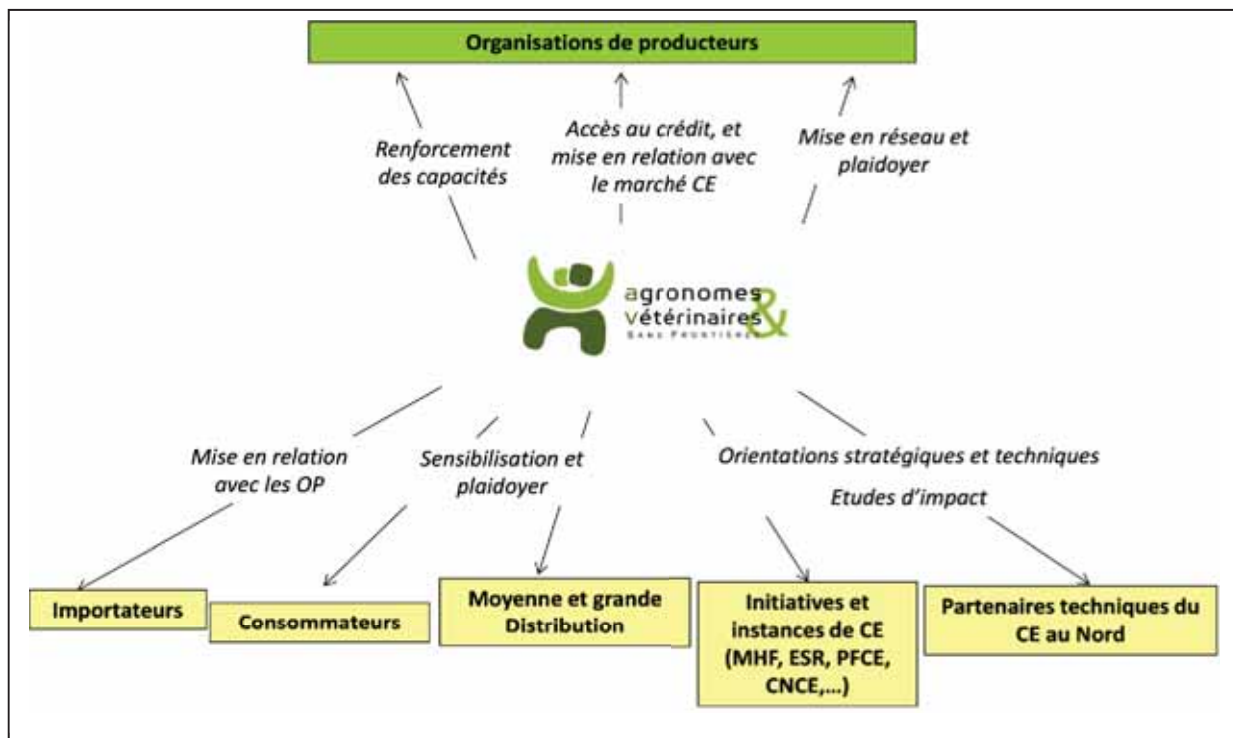 Organisations de producteurs
Renforcement
des capacités
Accès au crédit, et
mise en relation avec
le marché CE
Mise en réseau et
plaidoyer
agronomes
vétérinaires &
SANS FRONTIÈRES
Mise en relation
avec les OP
Sensibilisation et
plaidoyer
Orientations stratégiques et techniques
Etudes d'impact
Importateurs
Consommateurs
Moyenne et grande
Distribution
Initiatives et
instances de CE
(MHF, ESR, PFCE,
CNCE,...)
Partenaires techniques du
CE au Nord